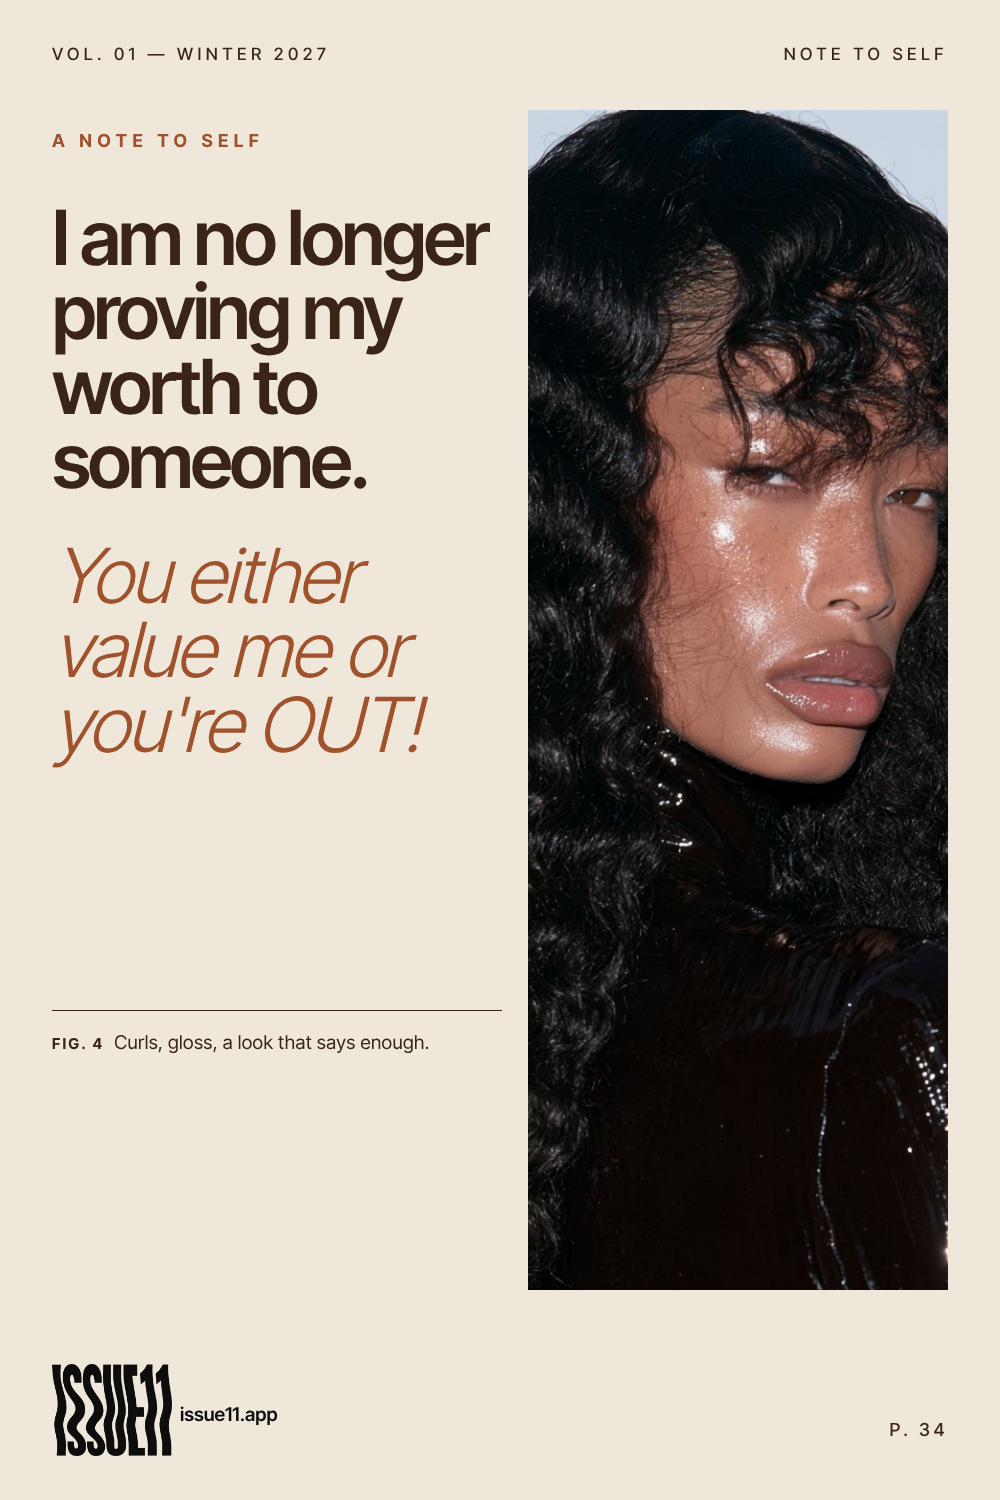 VOL. 01 — WINTER 2027
NOTE TO SELF
A NOTE TO SELF
I am no longer
proving my
worth to
someone.
You either
value me or
you're OUT!
FIG. 4 Curls, gloss, a look that says enough.
ISSUE11
issue11.app
P. 34